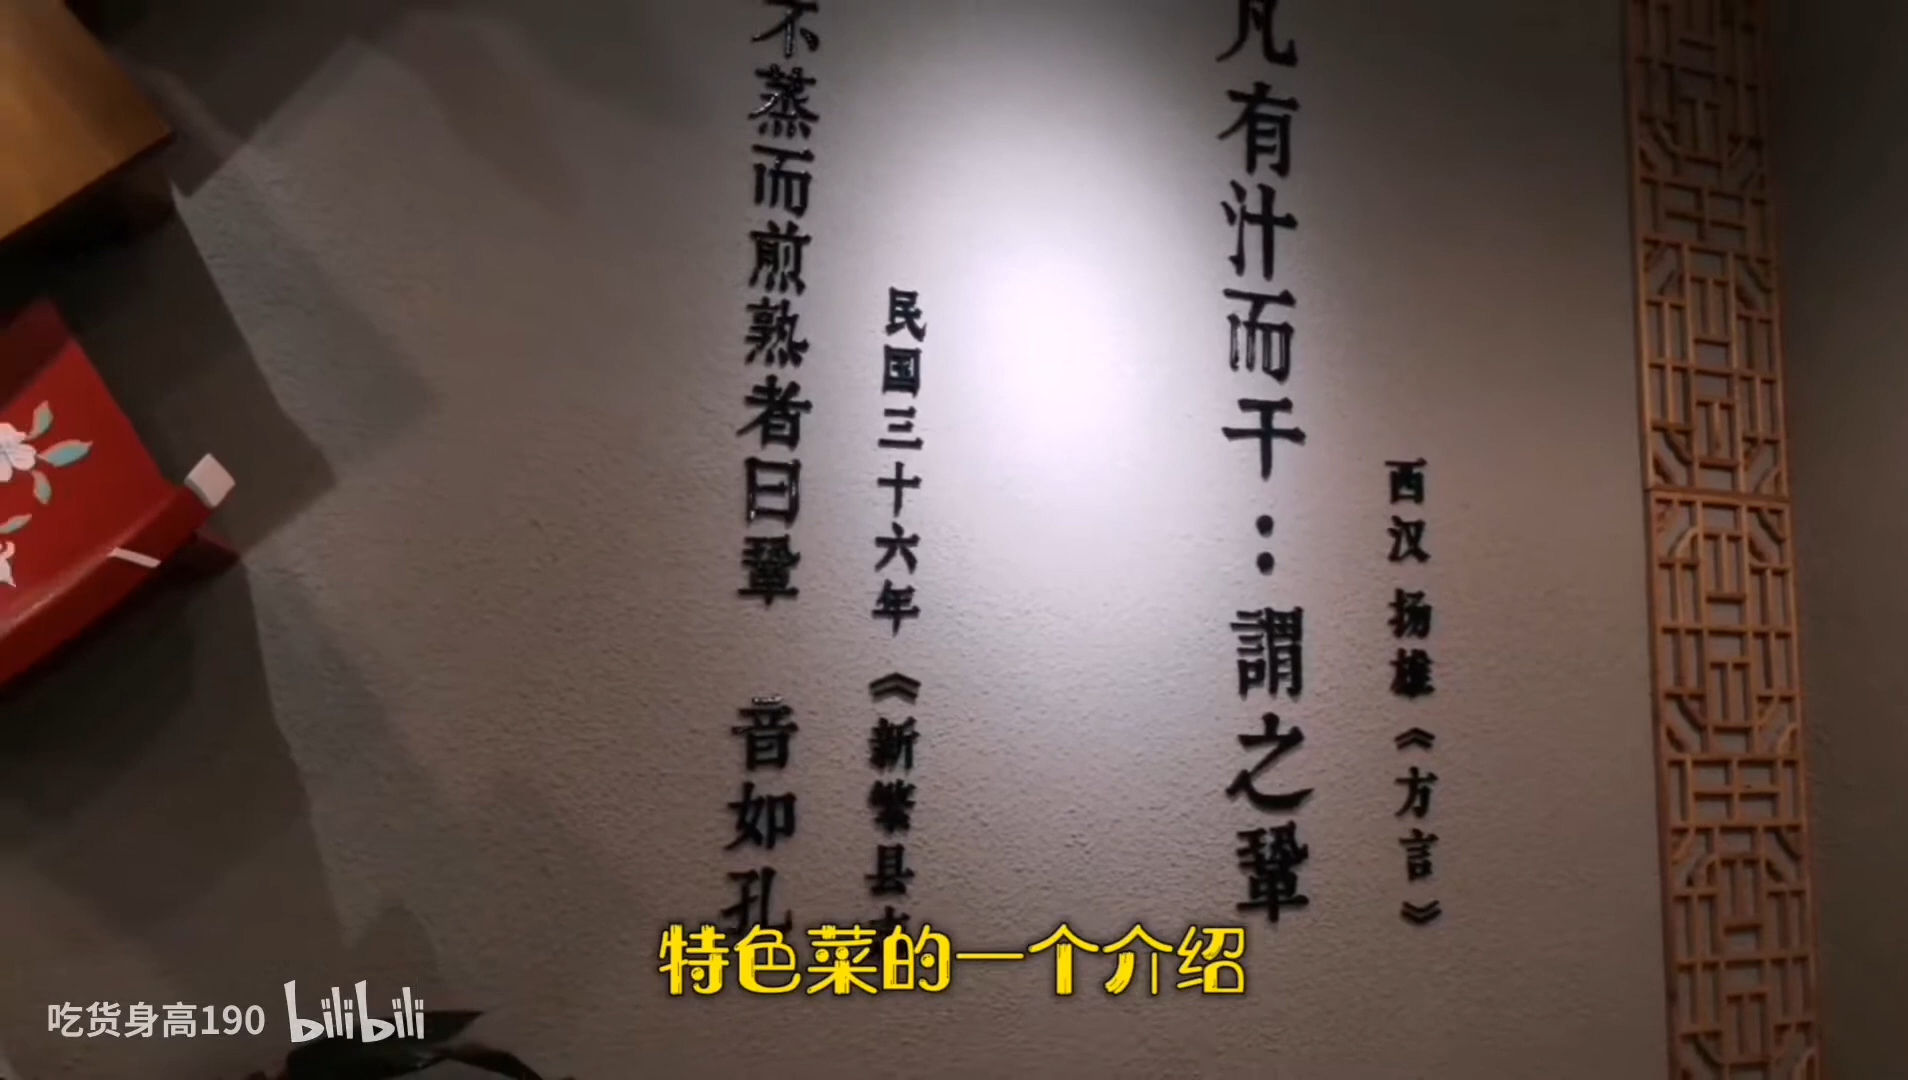 凡有汁而干：謂之鞏
西汉 扬雄《方言》
不蒸而煎熟者曰鞏 音如孔
民国三十六年《新繁县
特色菜的一个介绍
吃货身高190 bilibili